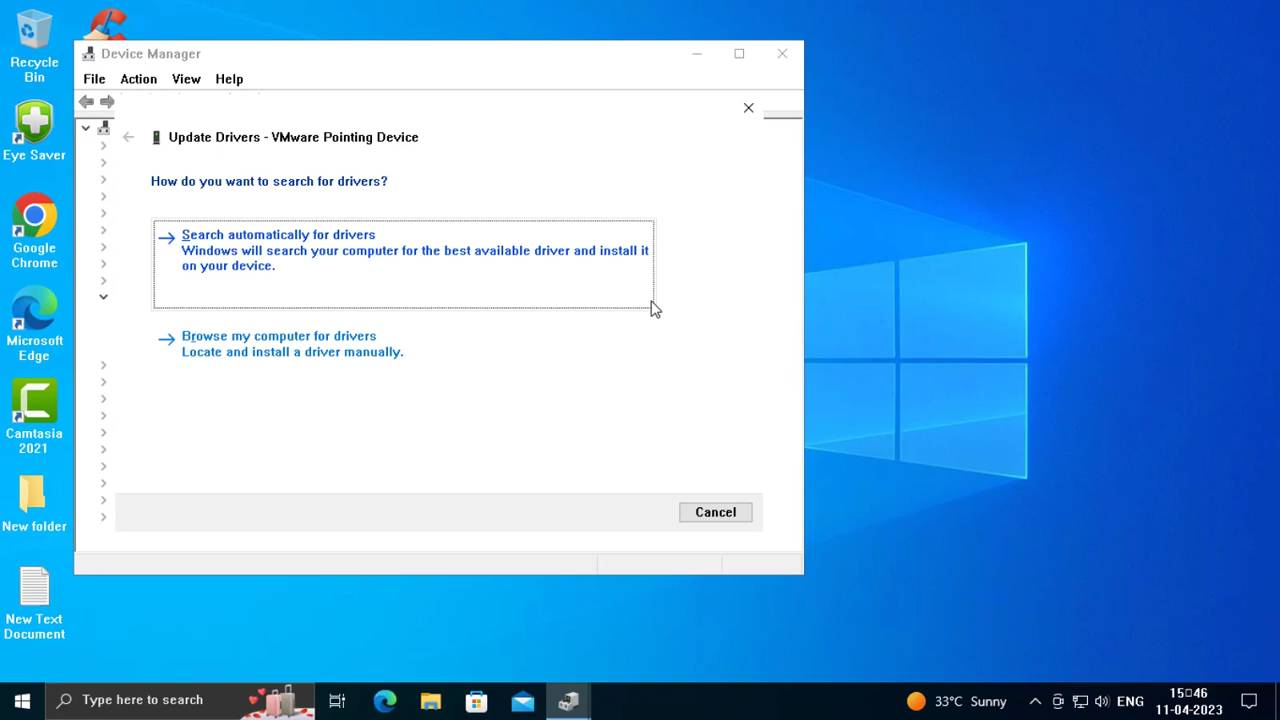 Recycle
Bin
Eye Saver
Google
Chrome
Microsoft
Edge
Camtasia
2021
New folder
New Text
Document
Device Manager
File Action View Help
Update Drivers - VMware Pointing Device
How do you want to search for drivers?
Search automatically for drivers
Windows will search your computer for the best available driver and install it
on your device.
Browse my computer for drivers
Locate and install a driver manually.
Cancel
Type here to search
33°C Sunny
ENG
15□46
11-04-2023